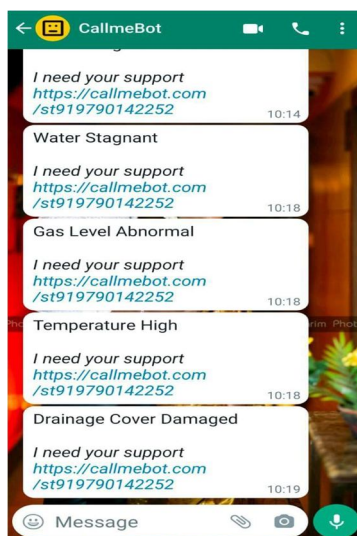 CallmeBot
I need your support
https://callmebot.com
/st919790142252
10:14
Water Stagnant
I need your support
https://callmebot.com
/st919790142252
10:18
Gas Level Abnormal
I need your support
https://callmebot.com
/st919790142252
10:18
Temperature High
I need your support
https://callmebot.com
/st919790142252
10:18
Drainage Cover Damaged
I need your support
https://callmebot.com
/st919790142252
10:19
Message